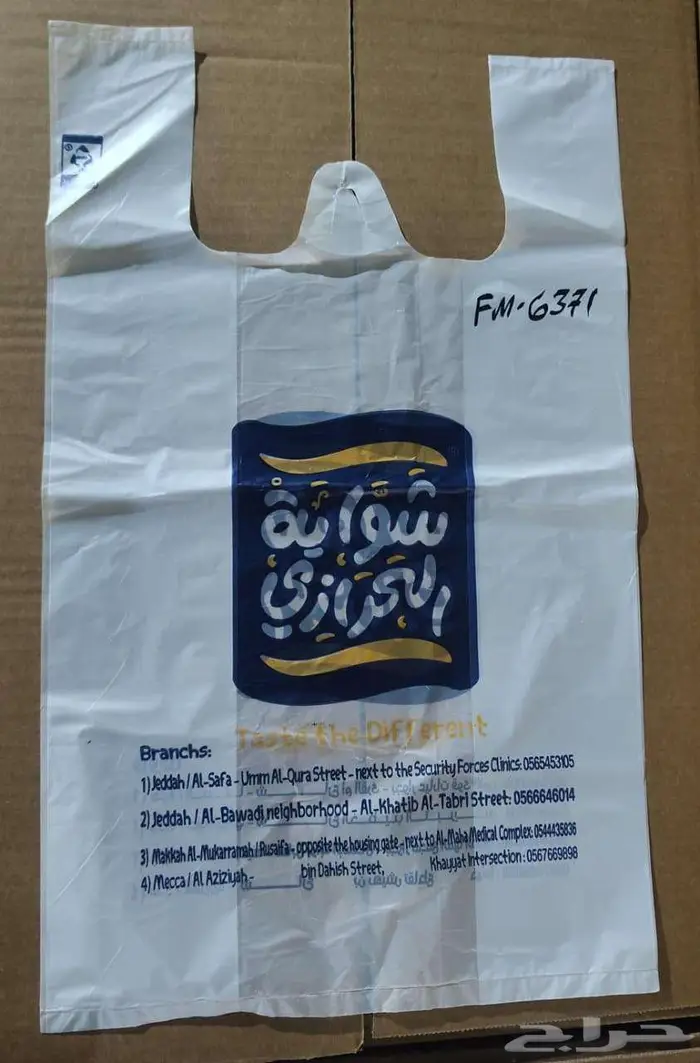 FM-6371
شَوَّايَةْ
البَحْرَازِي
Taste the Different
Branchs:
1) Jeddah / Al-Safa - Umm Al-Qura Street - next to the Security Forces Clinics: 0565453105
2) Jeddah / Al-Bawadi neighborhood - Al-Khatib Al-Tabri Street: 0566646014
3) Makkah Al-Mukarramah / Rusaifa - opposite the housing gate - next to Al-Maha Medical Complex: 0544435836
4) Mecca / Al Aziziyah - bin Dahish Street, Khayyat Intersection: 0567669898
حراج